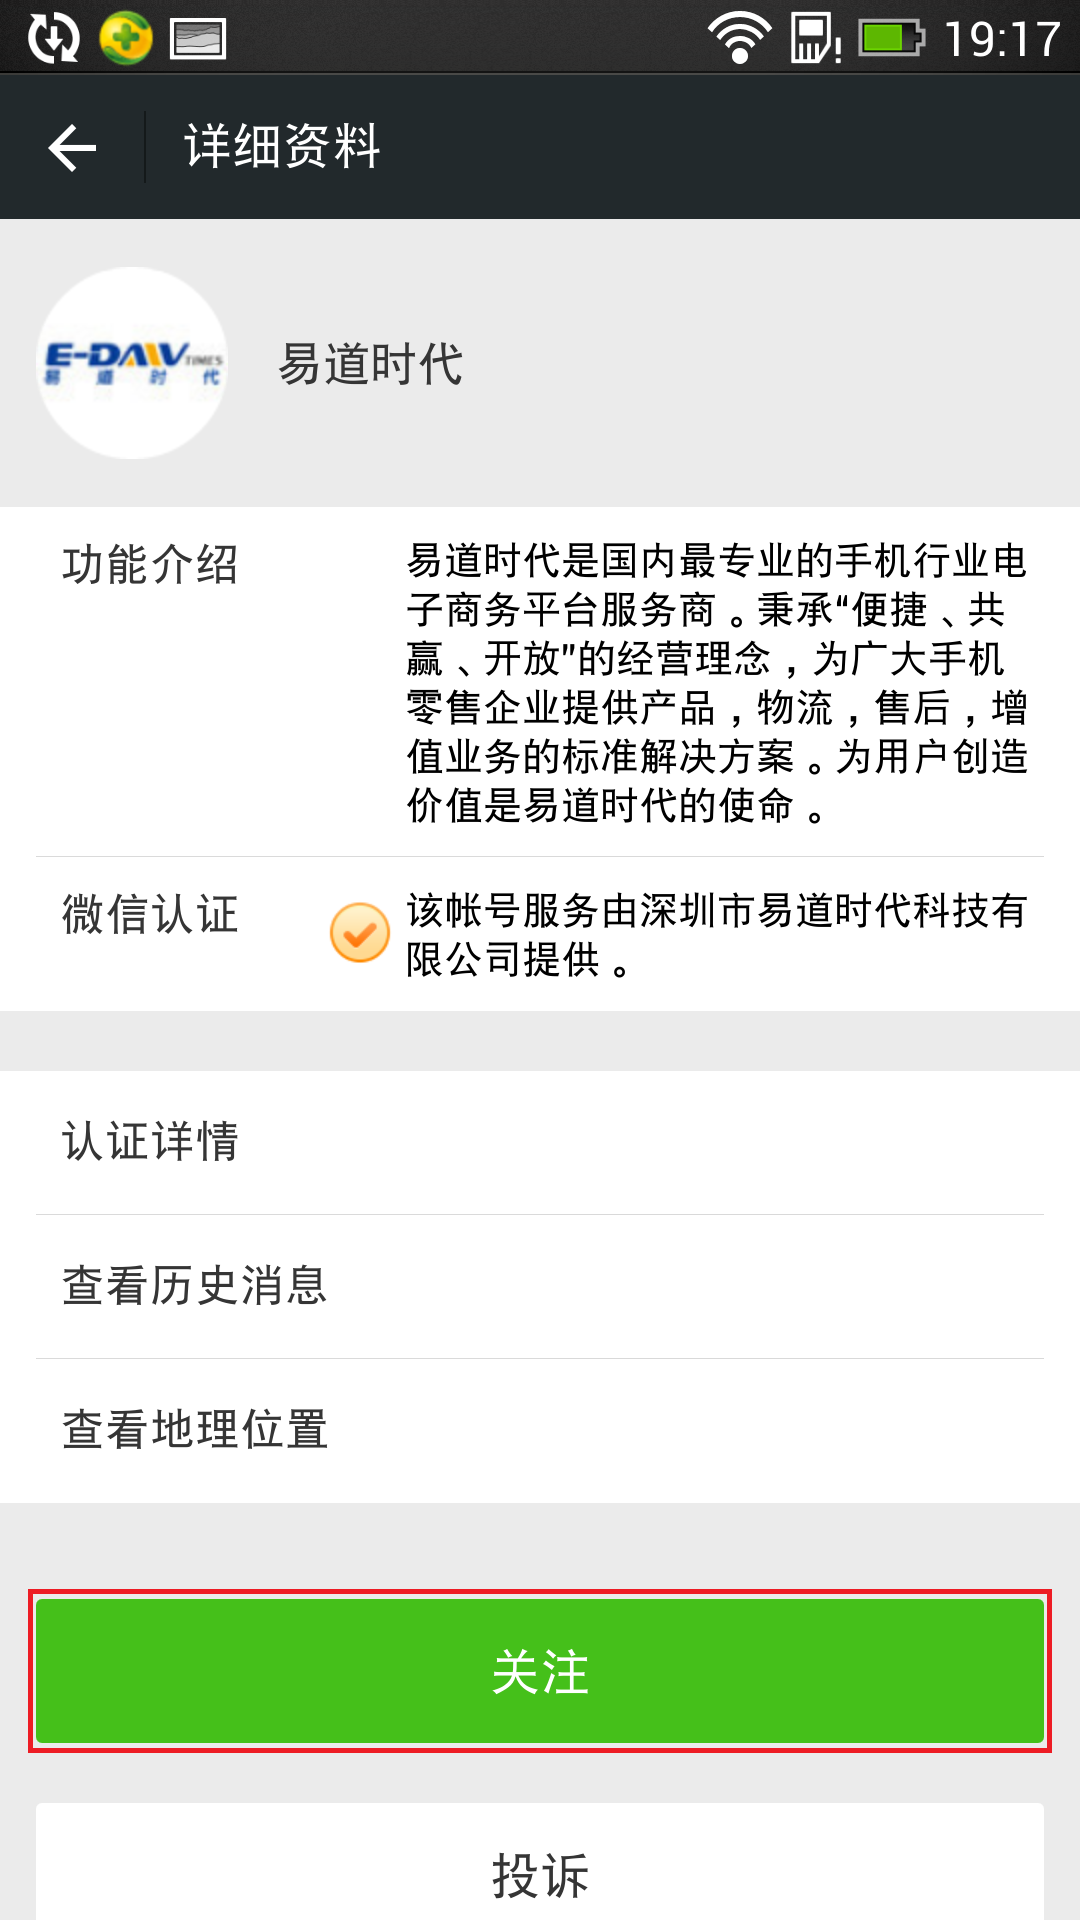 19:17
详细资料
E-DAIV TIMES
易道时代
易道时代
功能介绍
易道时代是国内最专业的手机行业电
子商务平台服务商。秉承“便捷、共
赢、开放”的经营理念，为广大手机
零售企业提供产品，物流，售后，增
值业务的标准解决方案。为用户创造
价值是易道时代的使命。
微信认证
该帐号服务由深圳市易道时代科技有
限公司提供。
认证详情
查看历史消息
查看地理位置
关注
投诉